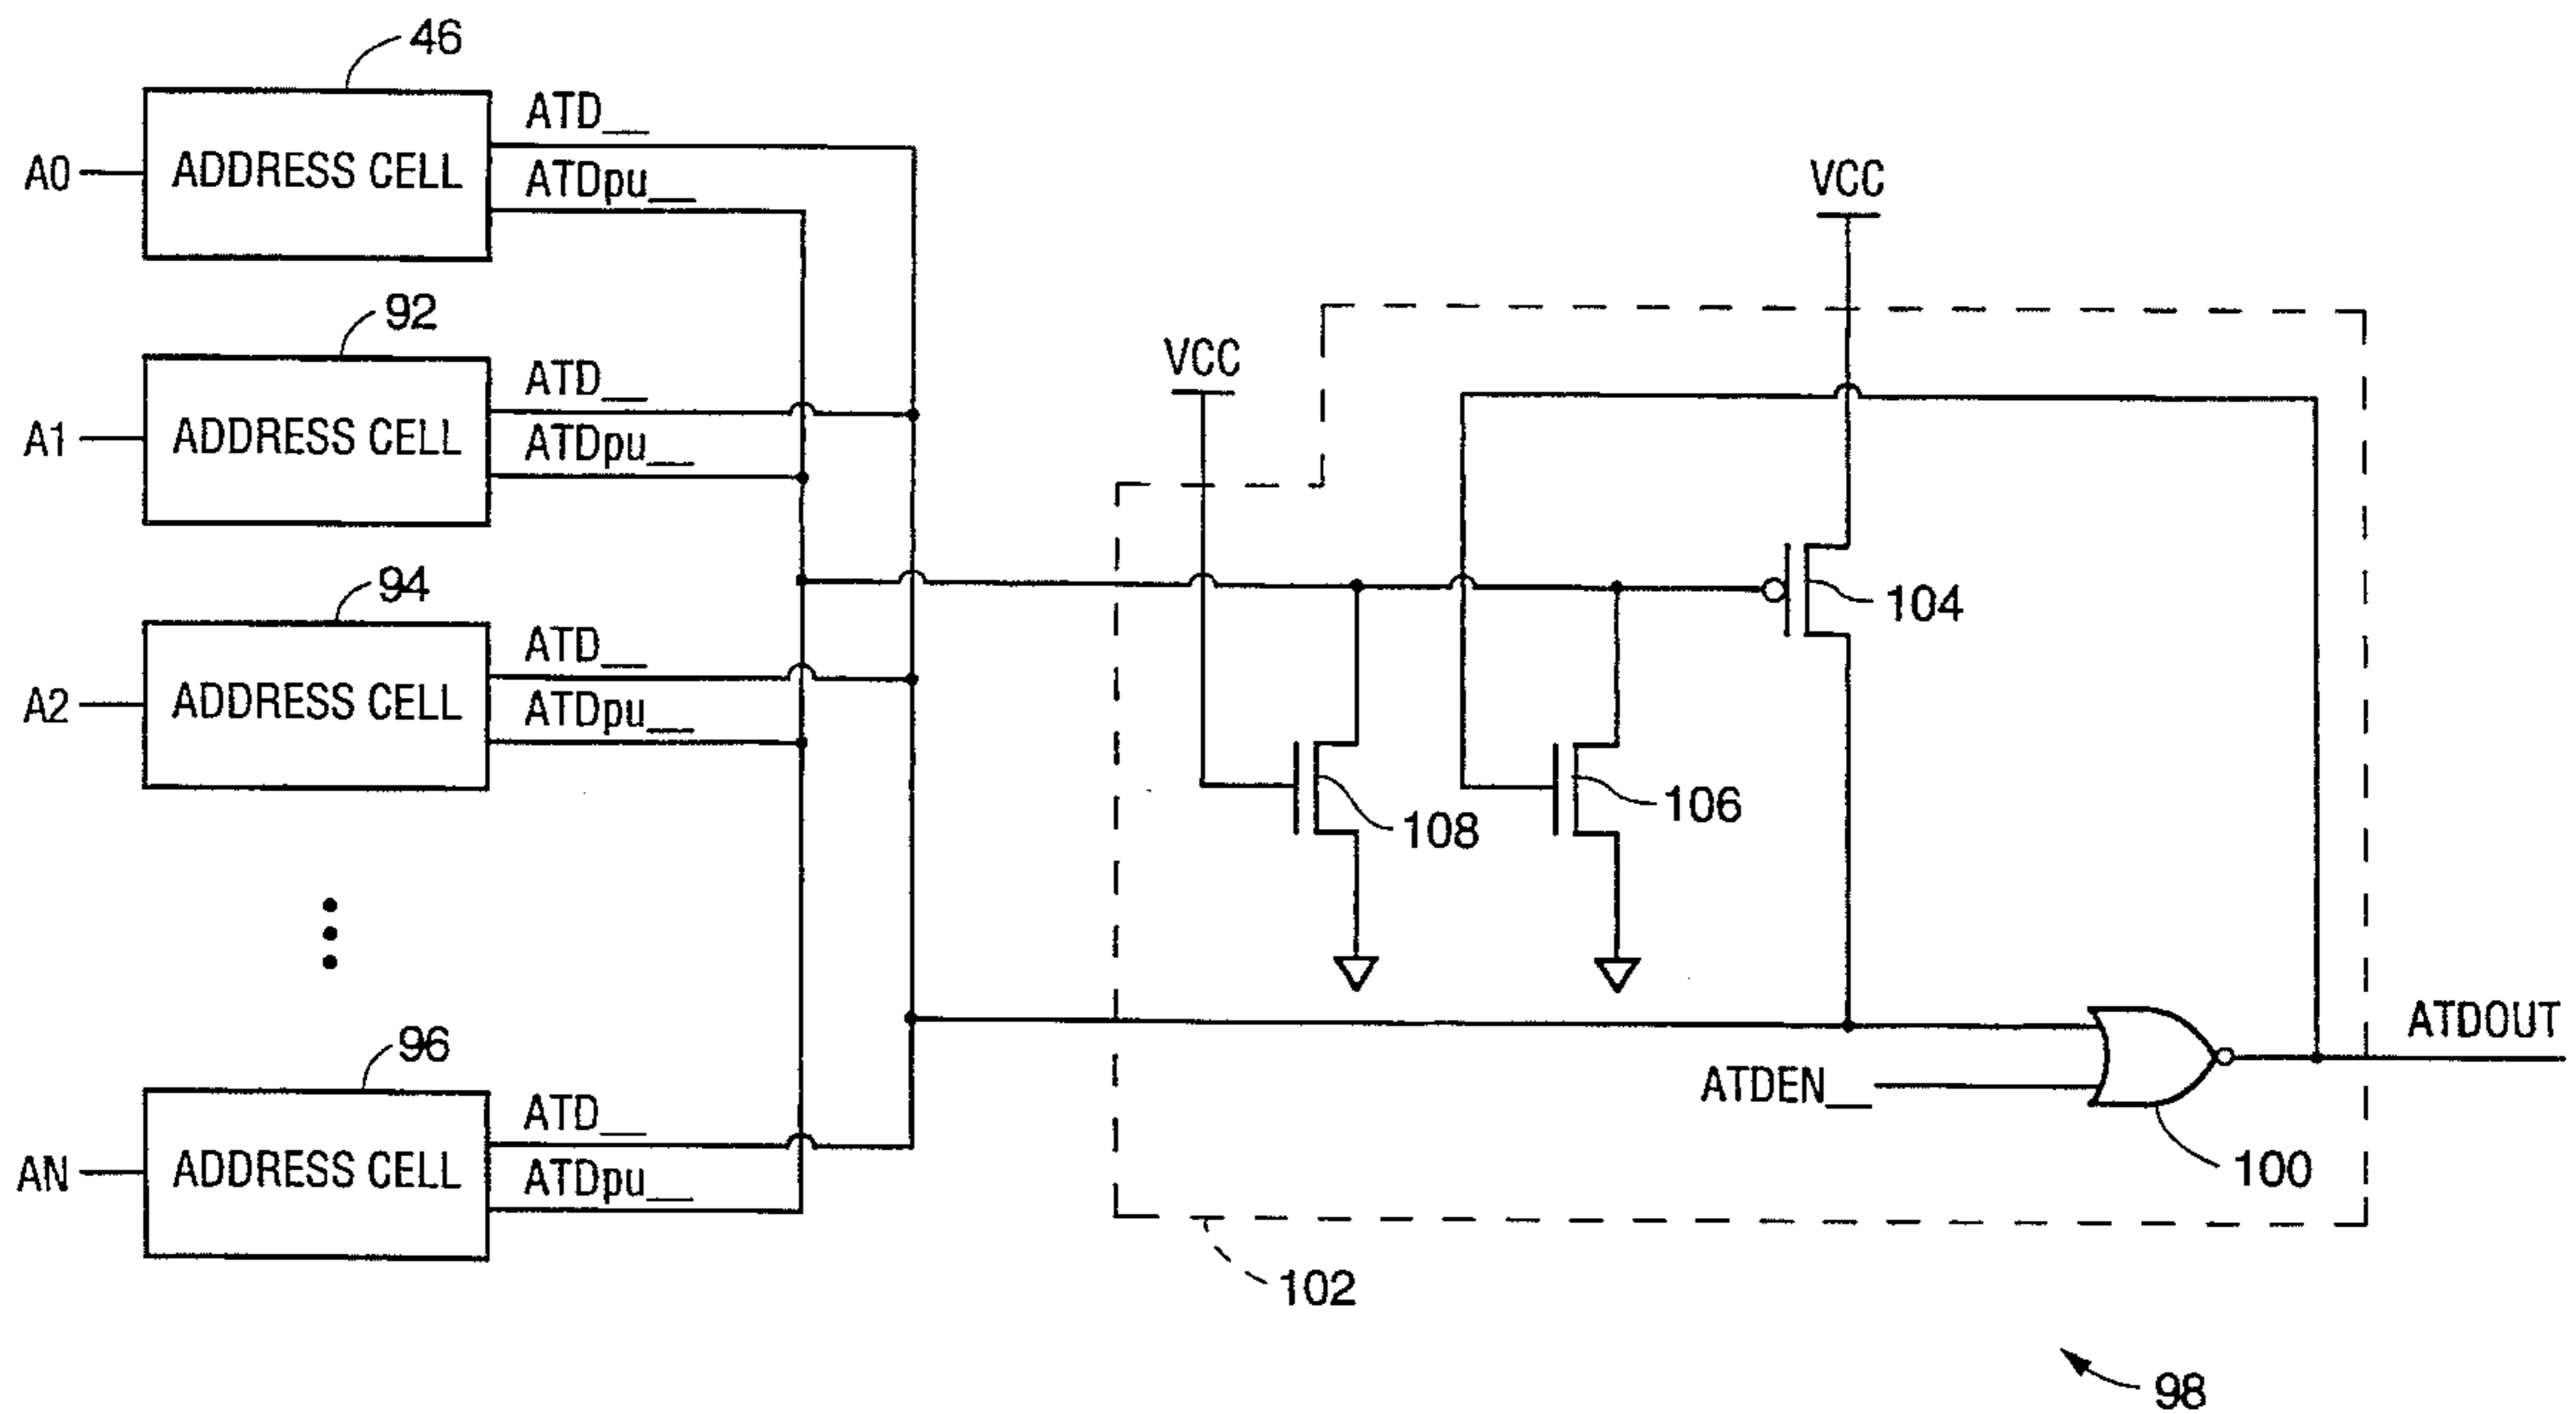 46
ATD__
A0
ADDRESS CELL
ATDpu__
VCC
92
VCC
ATD__
A1
ADDRESS CELL
ATDpu__
94
104
ATD__
A2
ADDRESS CELL
ATDpu__
108
106
96
ATDOUT
ATDEN__
ATD__
AN
ADDRESS CELL
ATDpu__
100
102
98